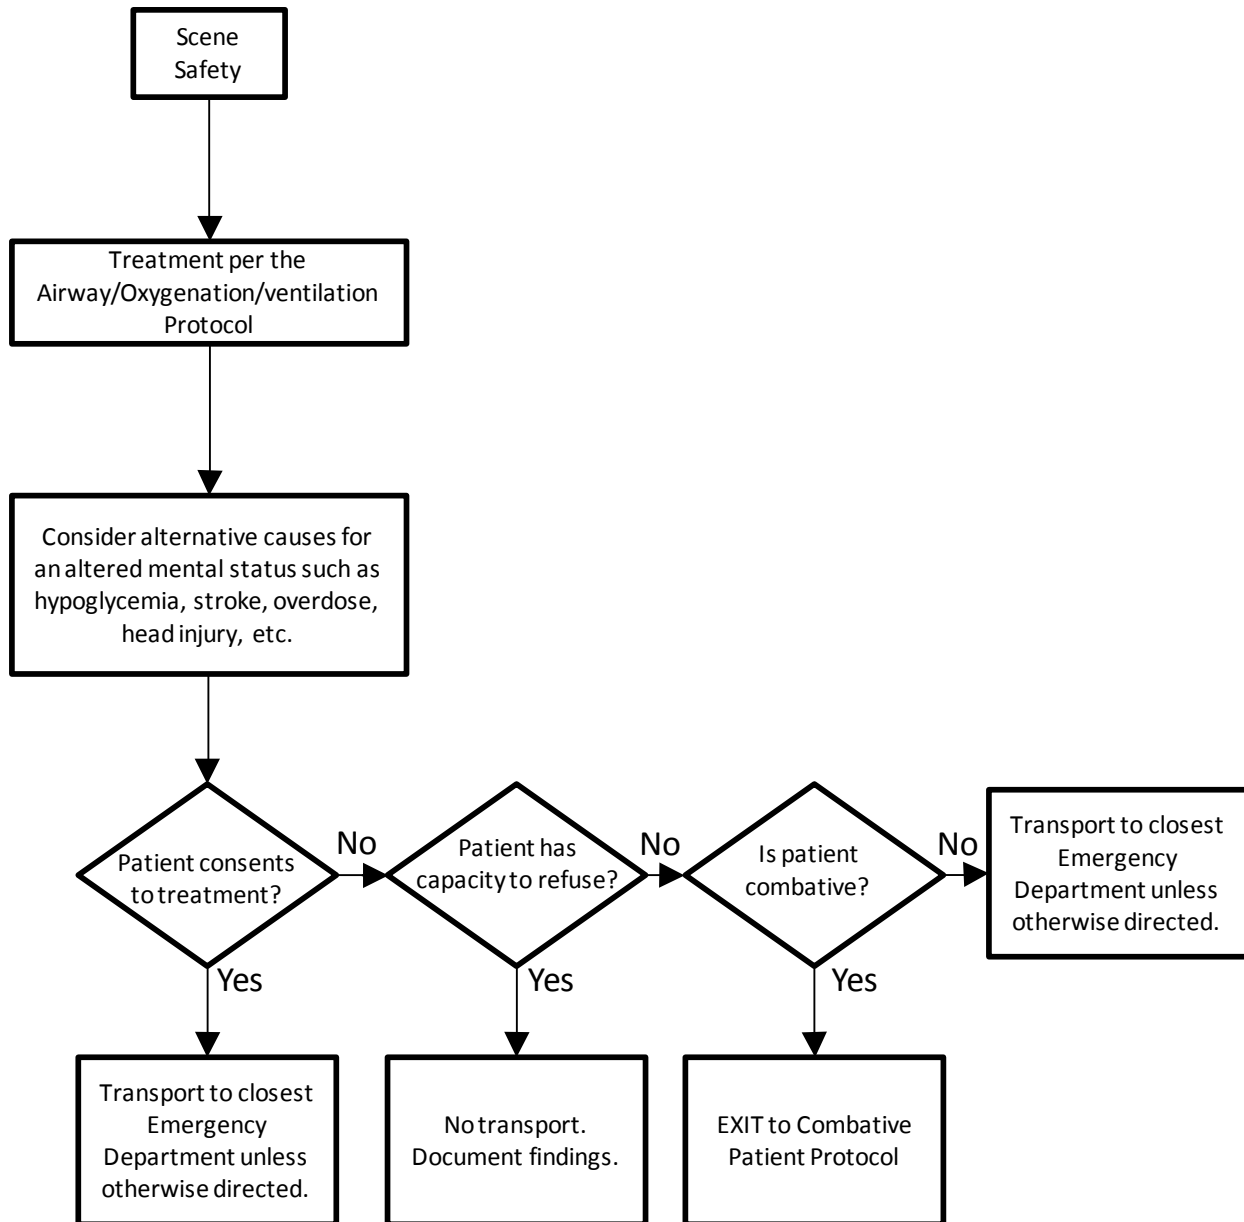 Scene
Safety
Treatment per the
Airway/Oxygenation/ventilation
Protocol
Consider alternative causes for
an altered mental status such as
hypoglycemia, stroke, overdose,
head injury, etc.
Patient consents
to treatment?
No
Patient has
capacity to refuse?
No
Is patient
combative?
No
Transport to closest
Emergency
Department unless
otherwise directed.
Yes
Yes
Yes
Transport to closest
Emergency
Department unless
otherwise directed.
No transport.
Document findings.
EXIT to Combative
Patient Protocol